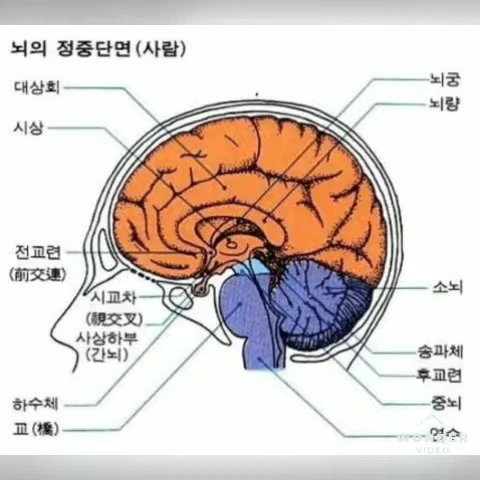 뇌의 정중단면(사람)
대상회
시상
전교련
(前交連)
시교차
(視交叉)
사상하부
(간뇌)
하수체
교(橋)
뇌궁
뇌량
소뇌
송과체
후교련
중뇌
WONDER
VIDEO